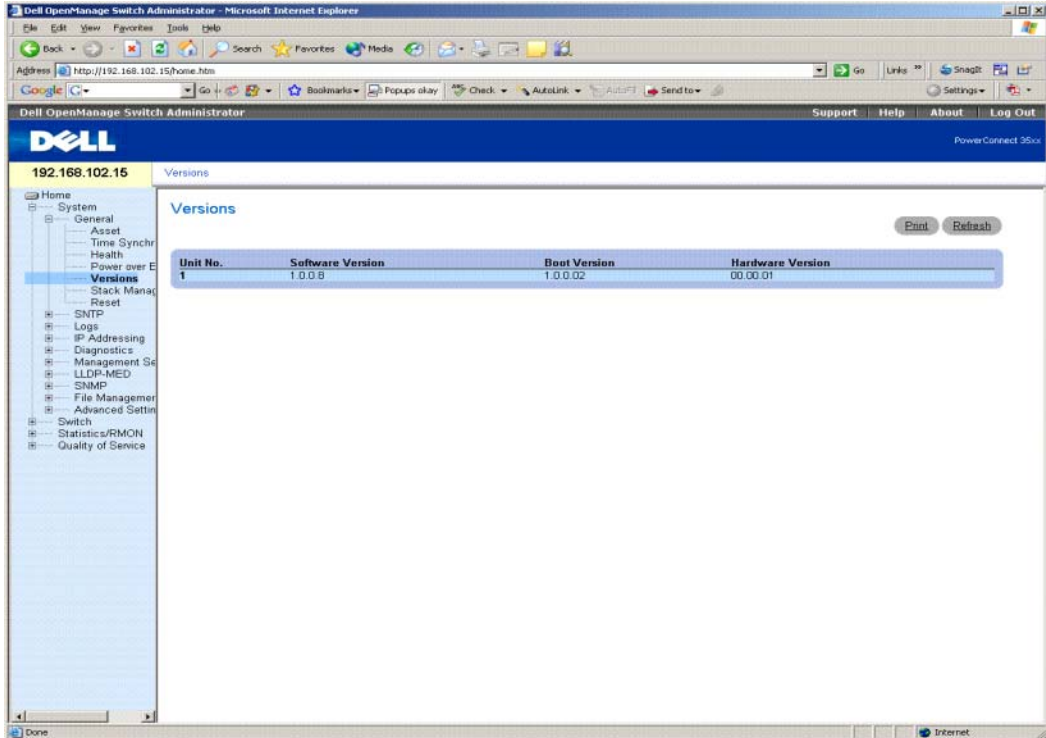 Dell OpenManage Switch Administrator - Microsoft Internet Explorer
File Edit View Favorites Tools Help
Back Search Favorites Media
Address http://192.168.102.15/home.htm Go Links » SnagIt
Google Go Bookmarks Popups okay Check AutoLink AutoFill Send to Settings
Dell OpenManage Switch Administrator Support Help About Log Out
DELL PowerConnect 35xx
192.168.102.15 Versions
Home
System
General
Asset
Time Synchr
Health
Power over E
Versions
Stack Manag
Reset
SNTP
Logs
IP Addressing
Diagnostics
Management Se
LLDP-MED
SNMP
File Managemer
Advanced Settin
Switch
Statistics/RMON
Quality of Service
Versions
Print Refresh
Unit No. Software Version Boot Version Hardware Version
1 1.0.0.8 1.0.0.02 00.00.01
Done Internet